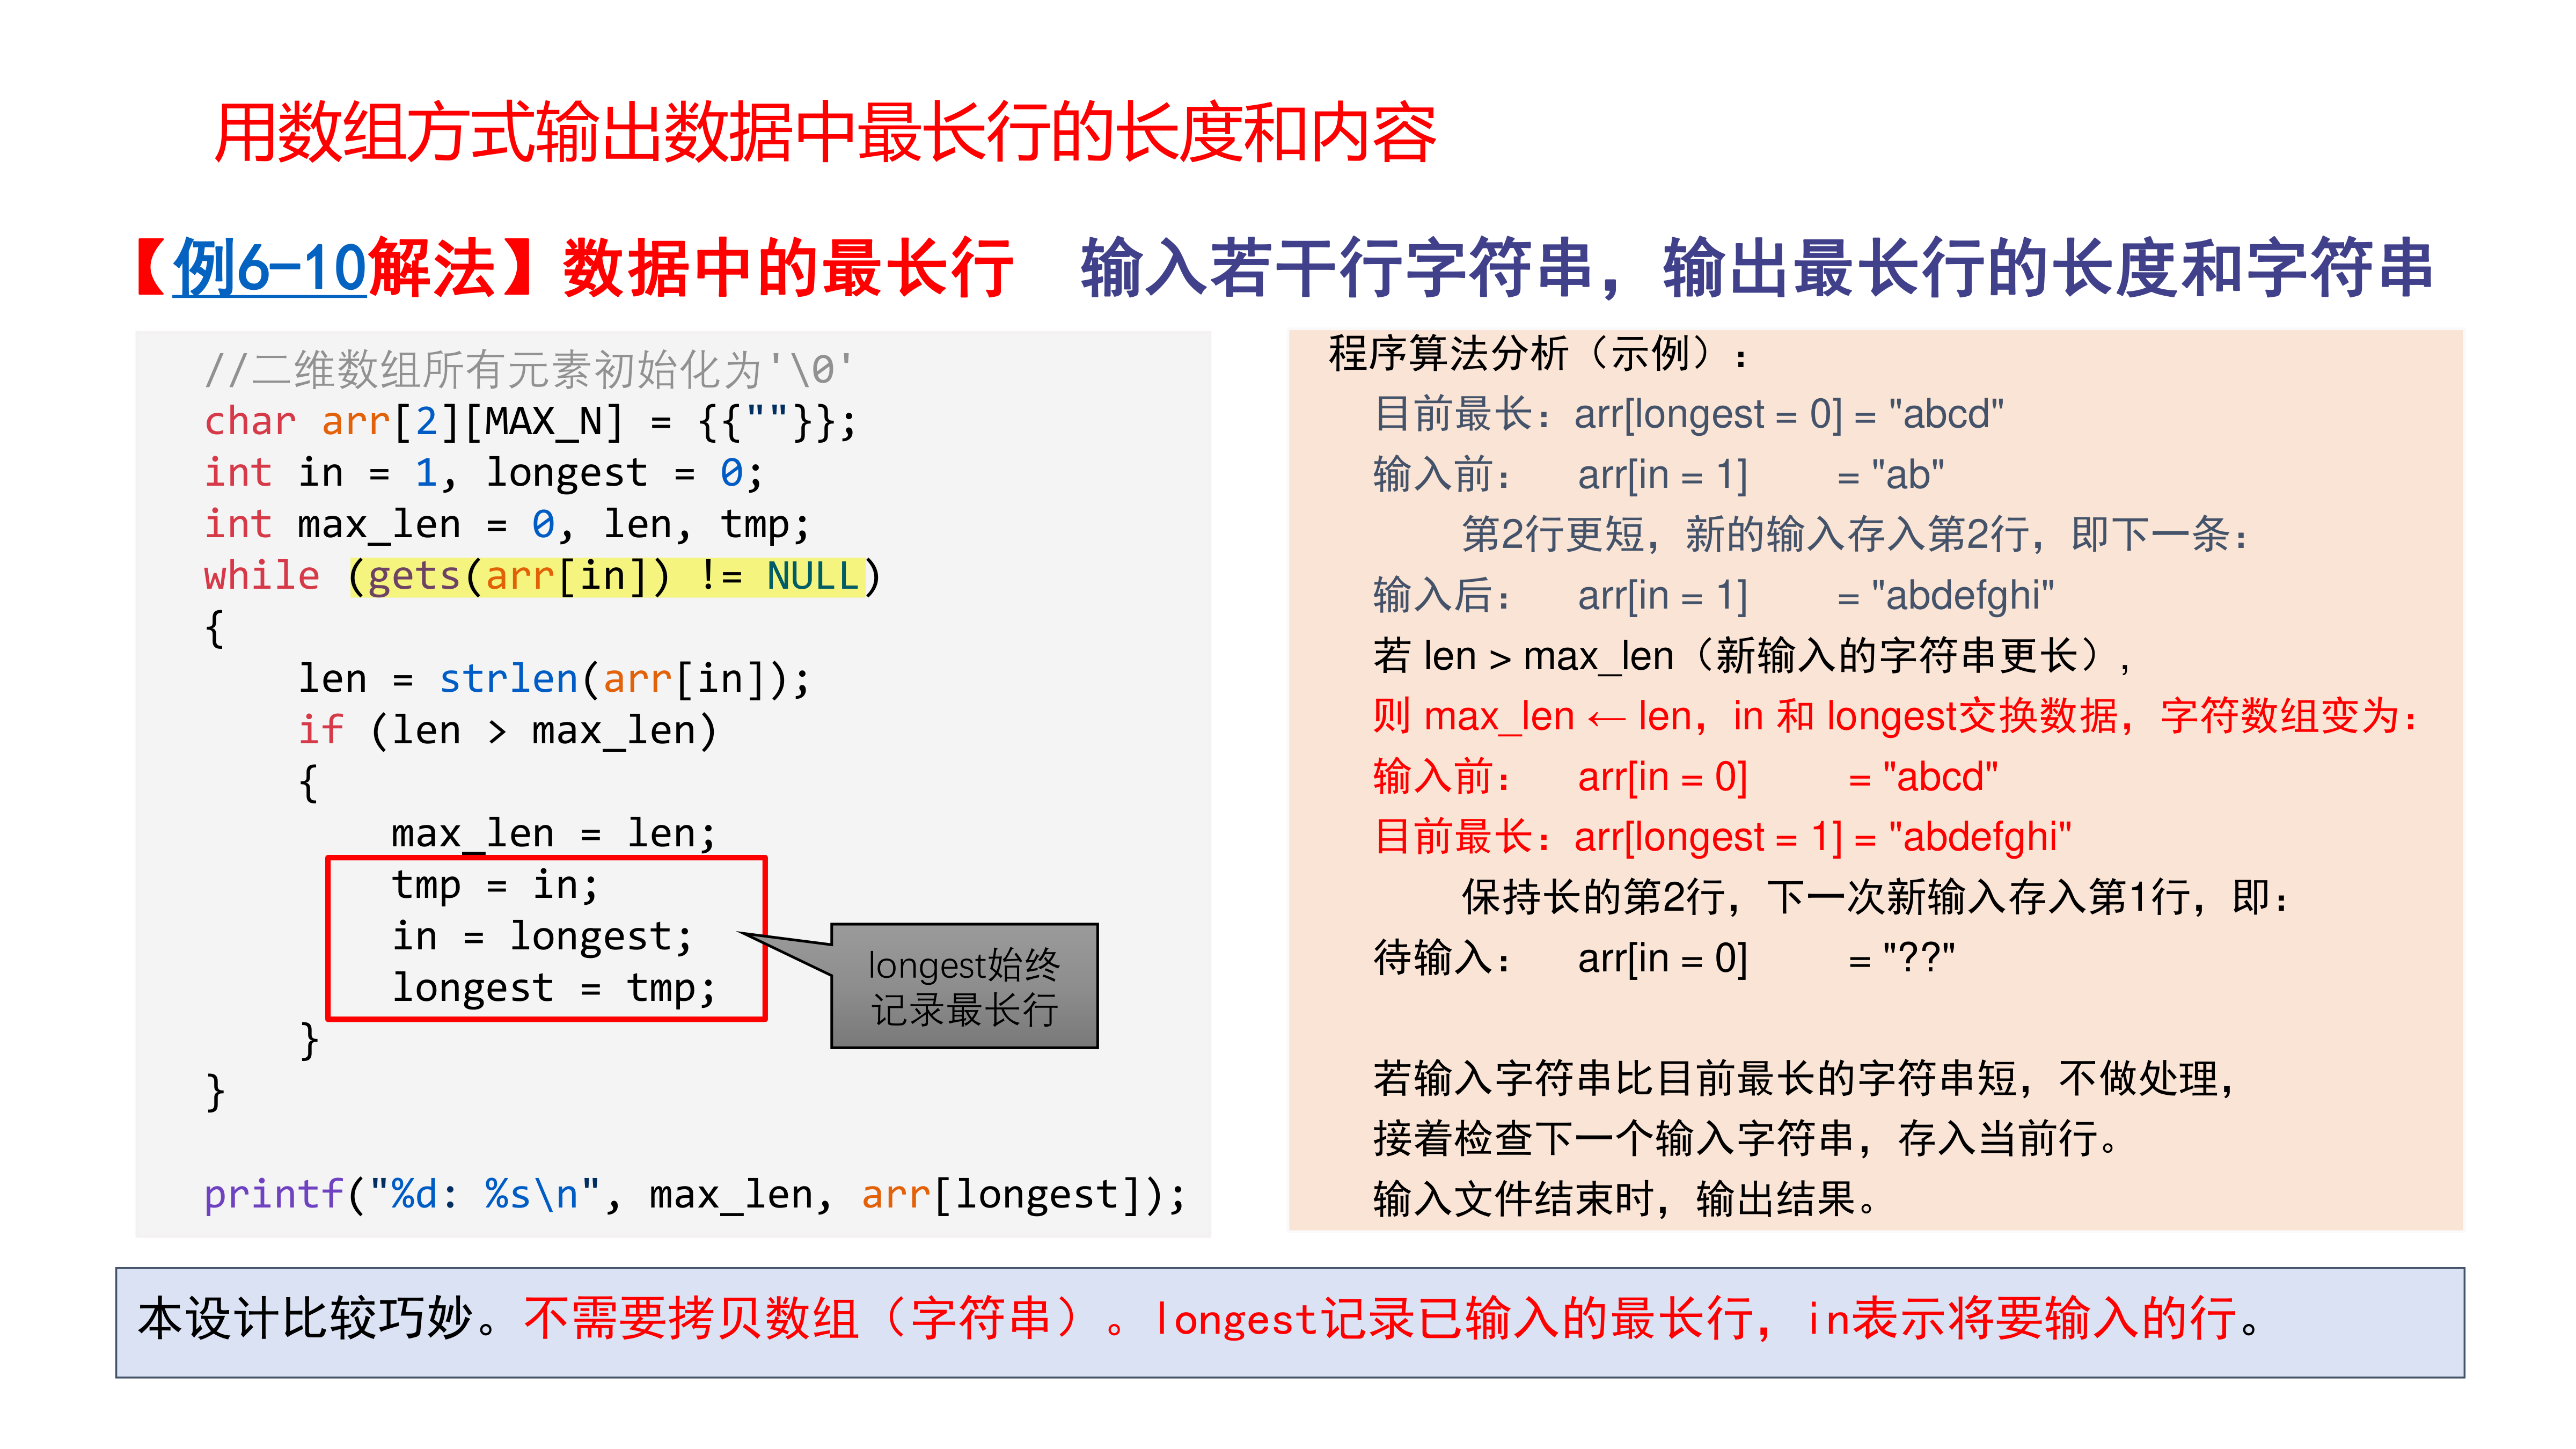 用数组方式输出数据中最长行的长度和内容
【例6-10解法】数据中的最长行 输入若干行字符串，输出最长行的长度和字符串
//二维数组所有元素初始化为'\0'
char arr[2][MAX_N] = {{""}};
int in = 1, longest = 0;
int max_len = 0, len, tmp;
while (gets(arr[in]) != NULL)
{
    len = strlen(arr[in]);
    if (len > max_len)
    {
        max_len = len;
        tmp = in;
        in = longest;
        longest = tmp;
    }
}
printf("%d: %s\n", max_len, arr[longest]);
longest始终
记录最长行
程序算法分析（示例）：
目前最长：arr[longest = 0] = "abcd"
输入前： arr[in = 1] = "ab"
第2行更短，新的输入存入第2行，即下一条：
输入后： arr[in = 1] = "abdefghi"
若 len > max_len（新输入的字符串更长）,
则 max_len ← len，in 和 longest交换数据，字符数组变为：
输入前： arr[in = 0] = "abcd"
目前最长：arr[longest = 1] = "abdefghi"
保持长的第2行，下一次新输入存入第1行，即：
待输入： arr[in = 0] = "??"
若输入字符串比目前最长的字符串短，不做处理，
接着检查下一个输入字符串，存入当前行。
输入文件结束时，输出结果。
本设计比较巧妙。不需要拷贝数组（字符串）。longest记录已输入的最长行，in表示将要输入的行。